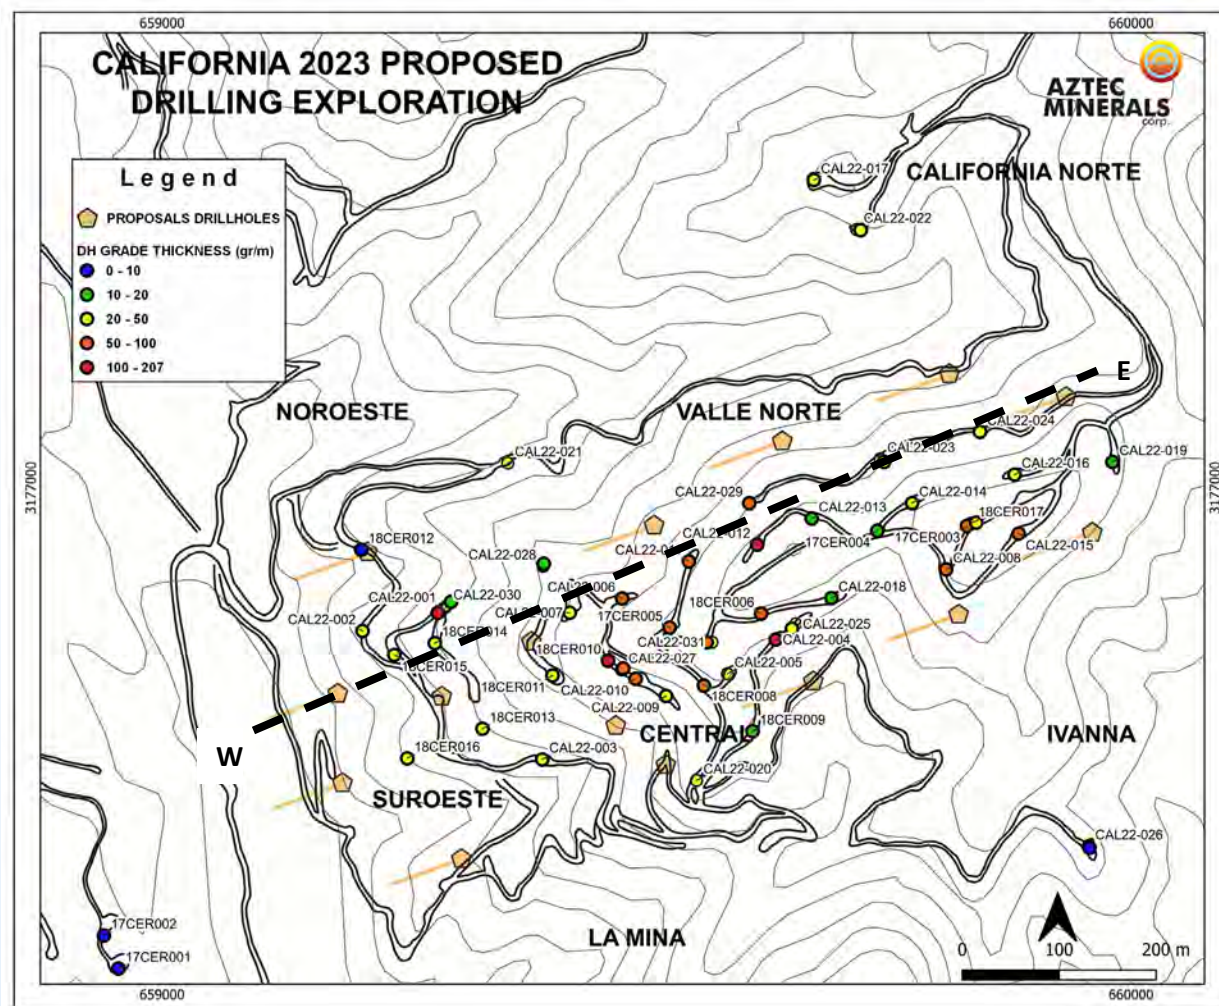 659000
660000
CALIFORNIA 2023 PROPOSED
DRILLING EXPLORATION
AZTEC
MINERALS
corp.
Legend
PROPOSALS DRILLHOLES
DH GRADE THICKNESS (gr/m)
0 - 10
10 - 20
20 - 50
50 - 100
100 - 207
CAL22-017
CALIFORNIA NORTE
CAL22-022
E
NOROESTE
VALLE NORTE
CAL22-024
CAL22-021
CAL22-023
CAL22-019
CAL22-016
3177000
3177000
CAL22-029
CAL22-014
CAL22-013
18CER017
18CER012
CAL22-012
17CER004
17CER003
CAL22-015
CAL22-028
CAL22-008
CAL22-001
CAL22-030
CAL22-006
CAL22-018
17CER005
18CER006
CAL22-002
CAL22-007
CAL22-025
18CER014
CAL22-031
CAL22-004
18CER010
CAL22-027
18CER015
CAL22-005
18CER011
CAL22-010
18CER008
CAL22-009
18CER013
18CER009
CENTRAL
IVANNA
W
18CER016
CAL22-003
CAL22-020
SUROESTE
CAL22-026
17CER002
LA MINA
17CER001
0 100 200 m
659000
660000